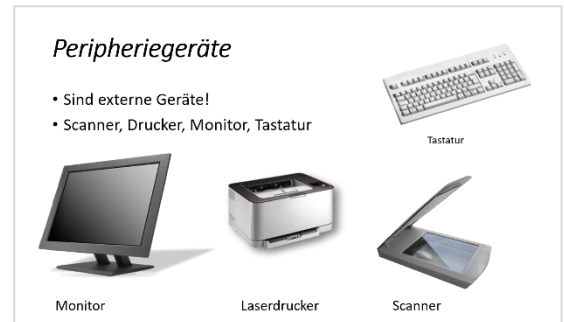 Peripheriegeräte
• Sind externe Geräte!
• Scanner, Drucker, Monitor, Tastatur
Tastatur
Monitor
Laserdrucker
Scanner